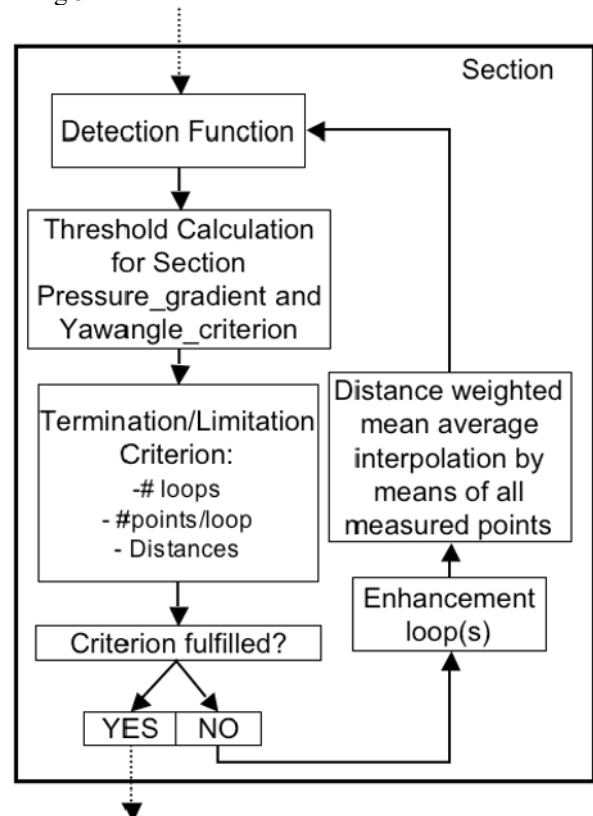 Section
Detection Function
Threshold Calculation
for Section
Pressure_gradient and
Yawangle_criterion
Termination/Limitation
Criterion:
-# loops
- #points/loop
- Distances
Criterion fulfilled?
YES NO
Enhancement
loop(s)
Distance weighted
mean average
interpolation by
means of all
measured points